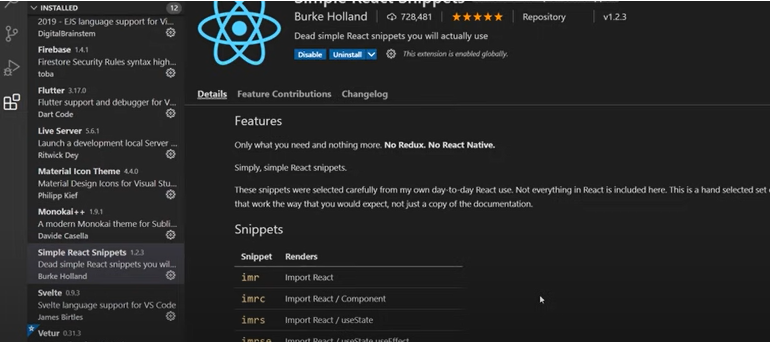 INSTALLED 12
2019 - EJS language support for Vi...
DigitalBrainstem
Firebase 1.4.1
Firestore Security Rules syntax high...
toba
Flutter 3.17.0
Flutter support and debugger for V...
Dart Code
Live Server 5.6.1
Launch a development local Server ...
Ritwick Dey
Material Icon Theme 4.4.0
Material Design Icons for Visual Stu...
Philipp Kief
Monokai++ 1.9.1
A modern Monokai theme for Subli...
Davide Casella
Simple React Snippets 1.2.3
Dead simple React snippets you wil...
Burke Holland
Svelte 0.9.3
Svelte language support for VS Code
James Birtles
Vetur 0.31.3
Simple React Snippets
Burke Holland 728,481 Repository v1.2.3
Dead simple React snippets you will actually use
Disable Uninstall This extension is enabled globally.
Details Feature Contributions Changelog
Features
Only what you need and nothing more. No Redux. No React Native.
Simply, simple React snippets.
These snippets were selected carefully from my own day-to-day React use. Not everything in React is included here. This is a hand selected set
that work the way that you would expect, not just a copy of the documentation.
Snippets
Snippet Renders
imr Import React
imrc Import React / Component
imrs Import React / useState
imrse Import React / useState useEffect